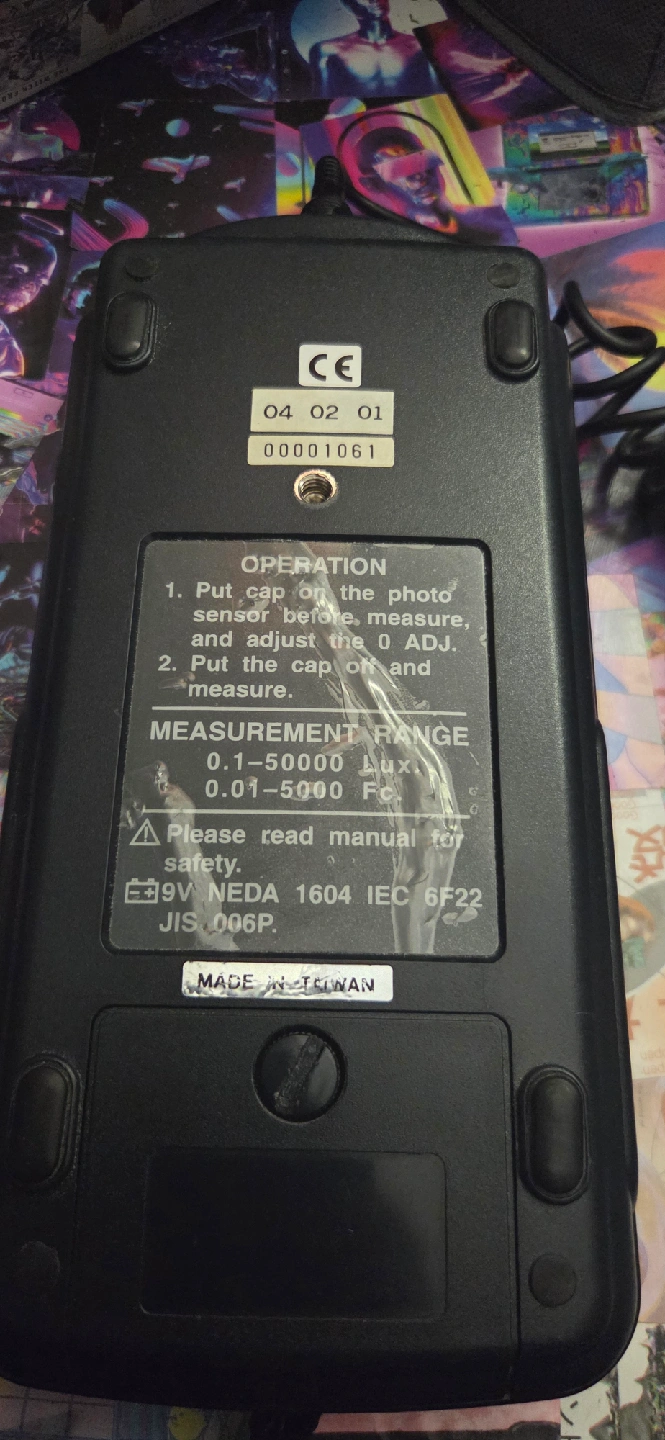 CE
04 02 01
00001061
OPERATION
1. Put cap on the photo
sensor before measure,
and adjust the 0 ADJ.
2. Put the cap off and
measure.
MEASUREMENT RANGE
0.1–50000 Lux.
0.01–5000 Fc
Please read manual for
safety.
9V NEDA 1604 IEC 6F22
JIS 006P.
MADE IN TAIWAN